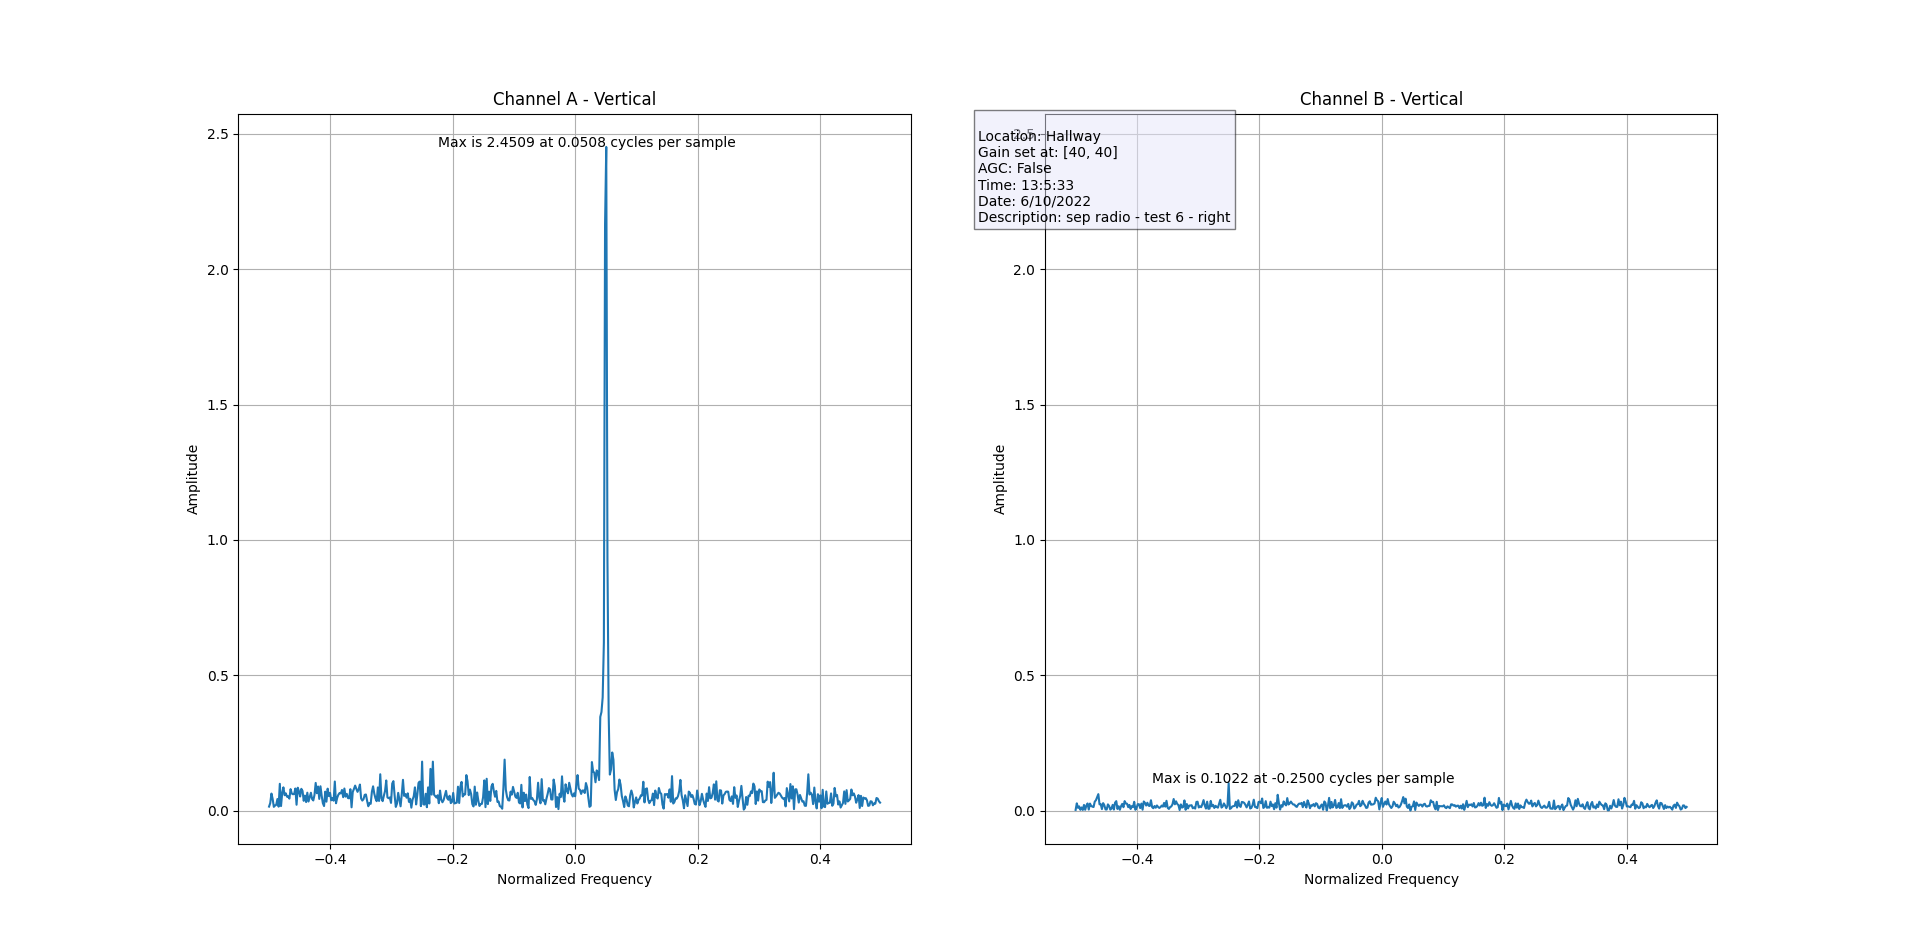 Channel A - Vertical
Max is 2.4509 at 0.0508 cycles per sample
2.5
2.0
1.5
1.0
0.5
0.0
Amplitude
−0.4 −0.2 0.0 0.2 0.4
Normalized Frequency
Channel B - Vertical
Location: Hallway
Gain set at: [40, 40]
AGC: False
Time: 13:5:33
Date: 6/10/2022
Description: sep radio - test 6 - right
2.5
2.0
1.5
1.0
0.5
0.0
Amplitude
Max is 0.1022 at -0.2500 cycles per sample
−0.4 −0.2 0.0 0.2 0.4
Normalized Frequency